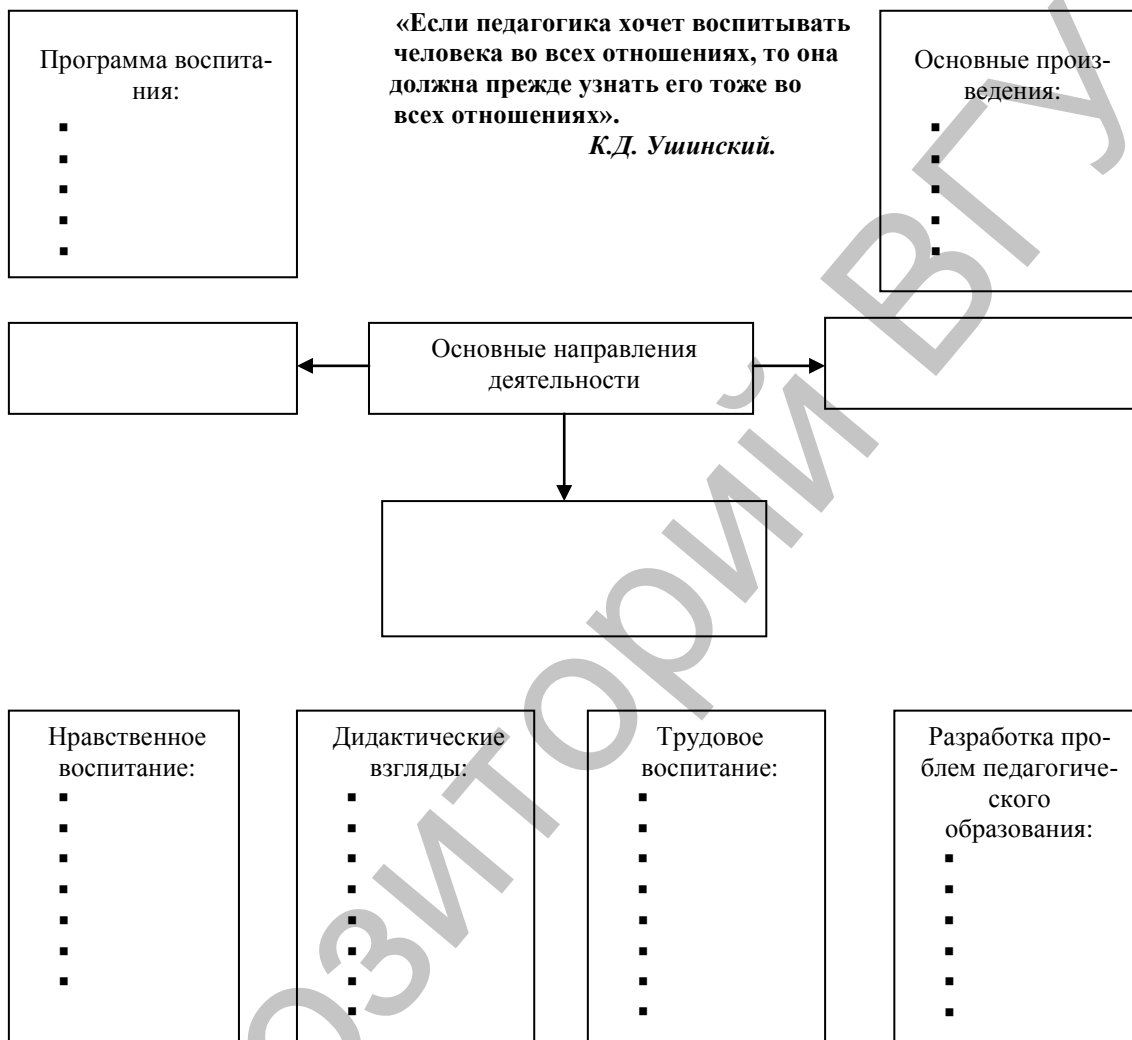 Программа воспита-
ния:
▪
▪
▪
▪
▪
«Если педагогика хочет воспитывать
человека во всех отношениях, то она
должна прежде узнать его тоже во
всех отношениях».
К.Д. Ушинский.
Основные произ-
ведения:
▪
▪
▪
▪
▪
Основные направления
деятельности
Нравственное
воспитание:
▪
▪
▪
▪
▪
▪
▪
Дидактические
взгляды:
▪
▪
▪
▪
▪
▪
▪
▪
Трудовое
воспитание:
▪
▪
▪
▪
▪
▪
▪
▪
Разработка про-
блем педагогиче-
ского
образования:
▪
▪
▪
▪
▪
▪
озиторий ВГУ